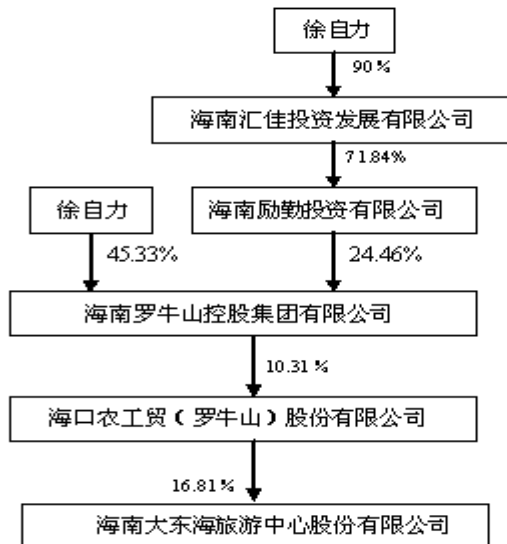 徐自力
90%
海南汇佳投资发展有限公司
71.84%
徐自力
海南励勤投资有限公司
45.33%
24.46%
海南罗牛山控股集团有限公司
10.31%
海口农工贸（罗牛山）股份有限公司
16.81%
海南大东海旅游中心股份有限公司